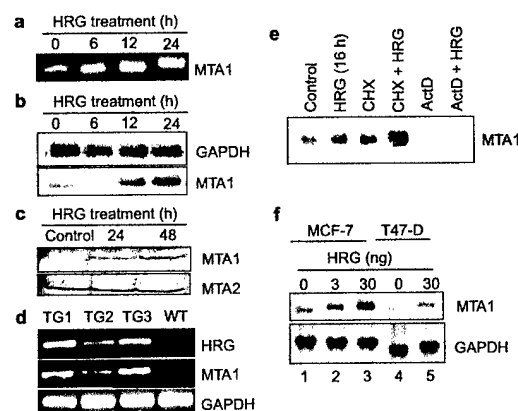 a
HRG treatment (h)
0 6 12 24
MTA1
b
HRG treatment (h)
0 6 12 24
GAPDH
MTA1
c
HRG treatment (h)
Control 24 48
MTA1
MTA2
d
TG1 TG2 TG3 WT
HRG
MTA1
GAPDH
e
Control
HRG (16 h)
CHX
CHX + HRG
ActD
ActD + HRG
MTA1
f
MCF-7 T47-D
HRG (ng)
0 3 30 0 30
MTA1
GAPDH
1 2 3 4 5